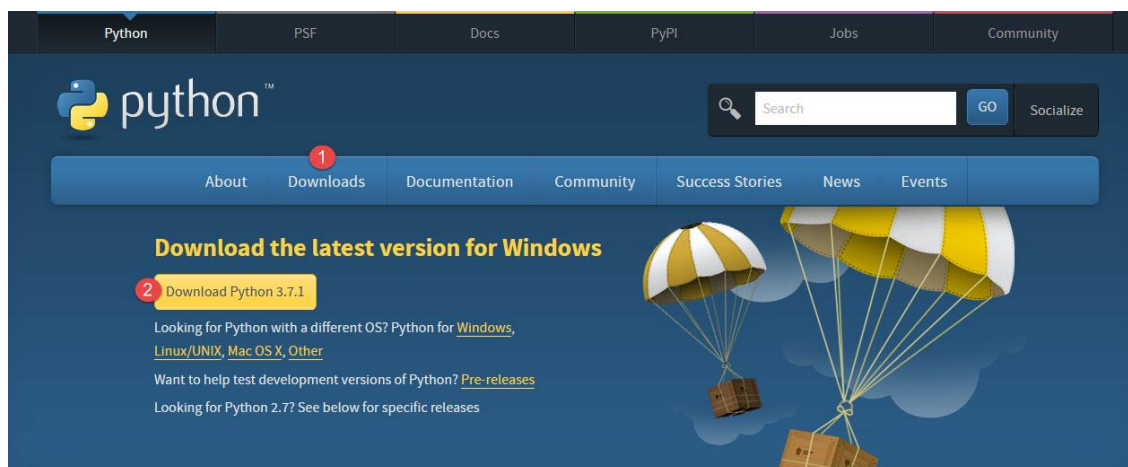 Python PSF Docs PyPI Jobs Community
python™
Search GO Socialize
1
About Downloads Documentation Community Success Stories News Events
Download the latest version for Windows
2 Download Python 3.7.1
Looking for Python with a different OS? Python for Windows,
Linux/UNIX, Mac OS X, Other
Want to help test development versions of Python? Pre-releases
Looking for Python 2.7? See below for specific releases